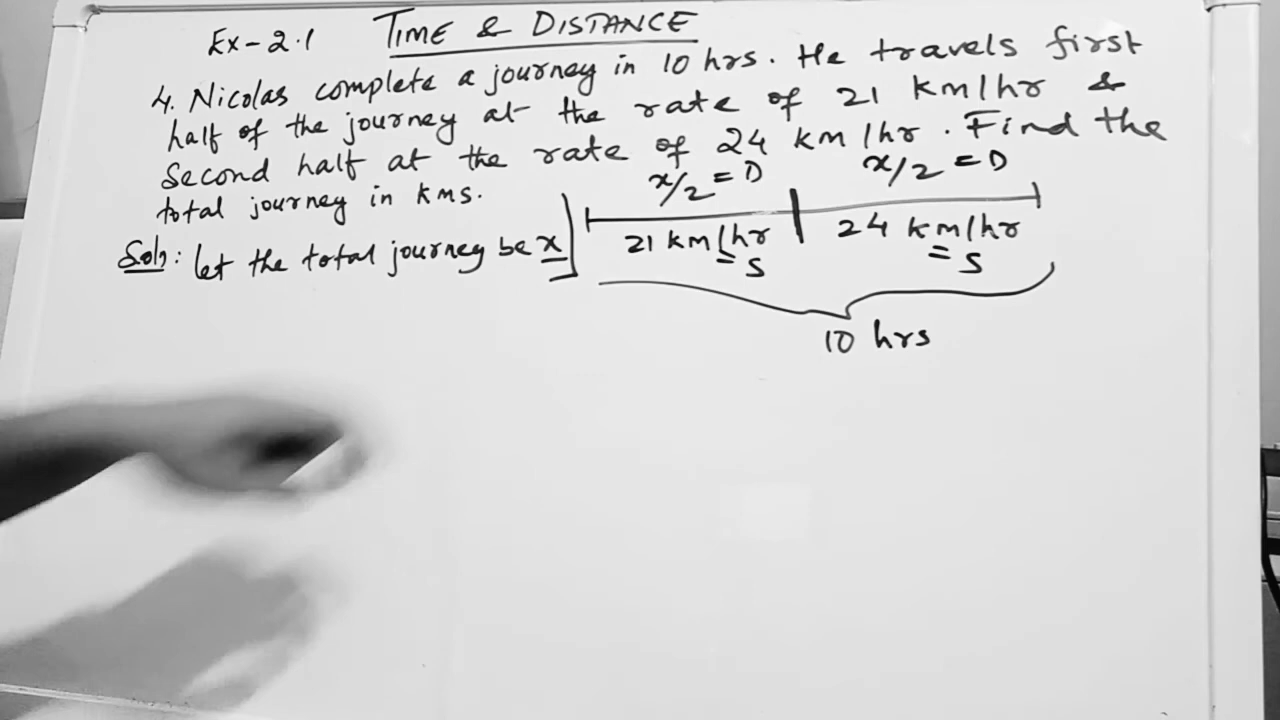 Ex-2.1 TIME & DISTANCE
4. Nicolas complete a journey in 10 hrs. He travels first
half of the journey at the rate of 21 km/hr &
Second half at the rate of 24 km/hr. Find the
total journey in kms.
x/2 = D x/2 = D
Soln: let the total journey be x
21 km/hr 24 km/hr
= S = S
10 hrs